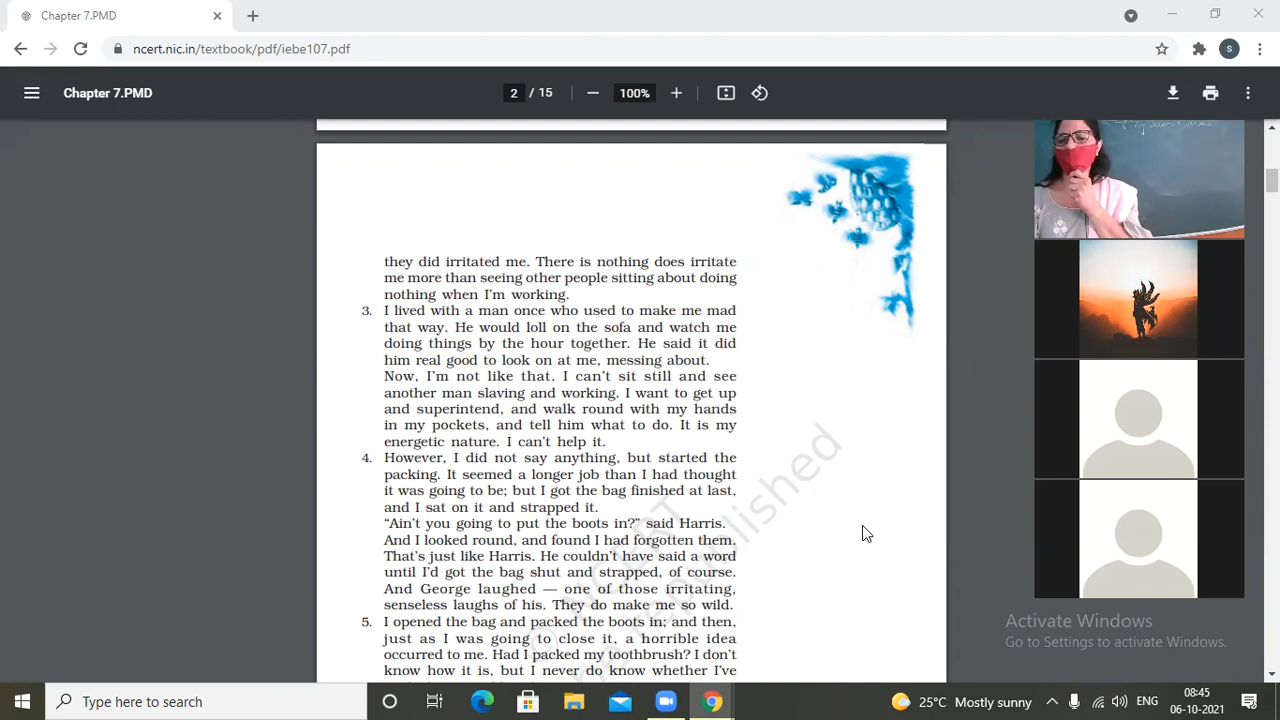 Chapter 7.PMD
ncert.nic.in/textbook/pdf/iebe107.pdf
S
Chapter 7.PMD
2 / 15
100%
they did irritated me. There is nothing does irritate
me more than seeing other people sitting about doing
nothing when I'm working.
3. I lived with a man once who used to make me mad
that way. He would loll on the sofa and watch me
doing things by the hour together. He said it did
him real good to look on at me, messing about.
Now, I'm not like that. I can't sit still and see
another man slaving and working. I want to get up
and superintend, and walk round with my hands
in my pockets, and tell him what to do. It is my
energetic nature. I can't help it.
4. However, I did not say anything, but started the
packing. It seemed a longer job than I had thought
it was going to be; but I got the bag finished at last,
and I sat on it and strapped it.
“Ain't you going to put the boots in?” said Harris.
And I looked round, and found I had forgotten them.
That's just like Harris. He couldn't have said a word
until I'd got the bag shut and strapped, of course.
And George laughed — one of those irritating,
senseless laughs of his. They do make me so wild.
5. I opened the bag and packed the boots in; and then,
just as I was going to close it, a horrible idea
occurred to me. Had I packed my toothbrush? I don't
know how it is, but I never do know whether I've
© NCERT
republished
Activate Windows
Go to Settings to activate Windows.
Type here to search
25°C Mostly sunny
ENG
08:45
06-10-2021